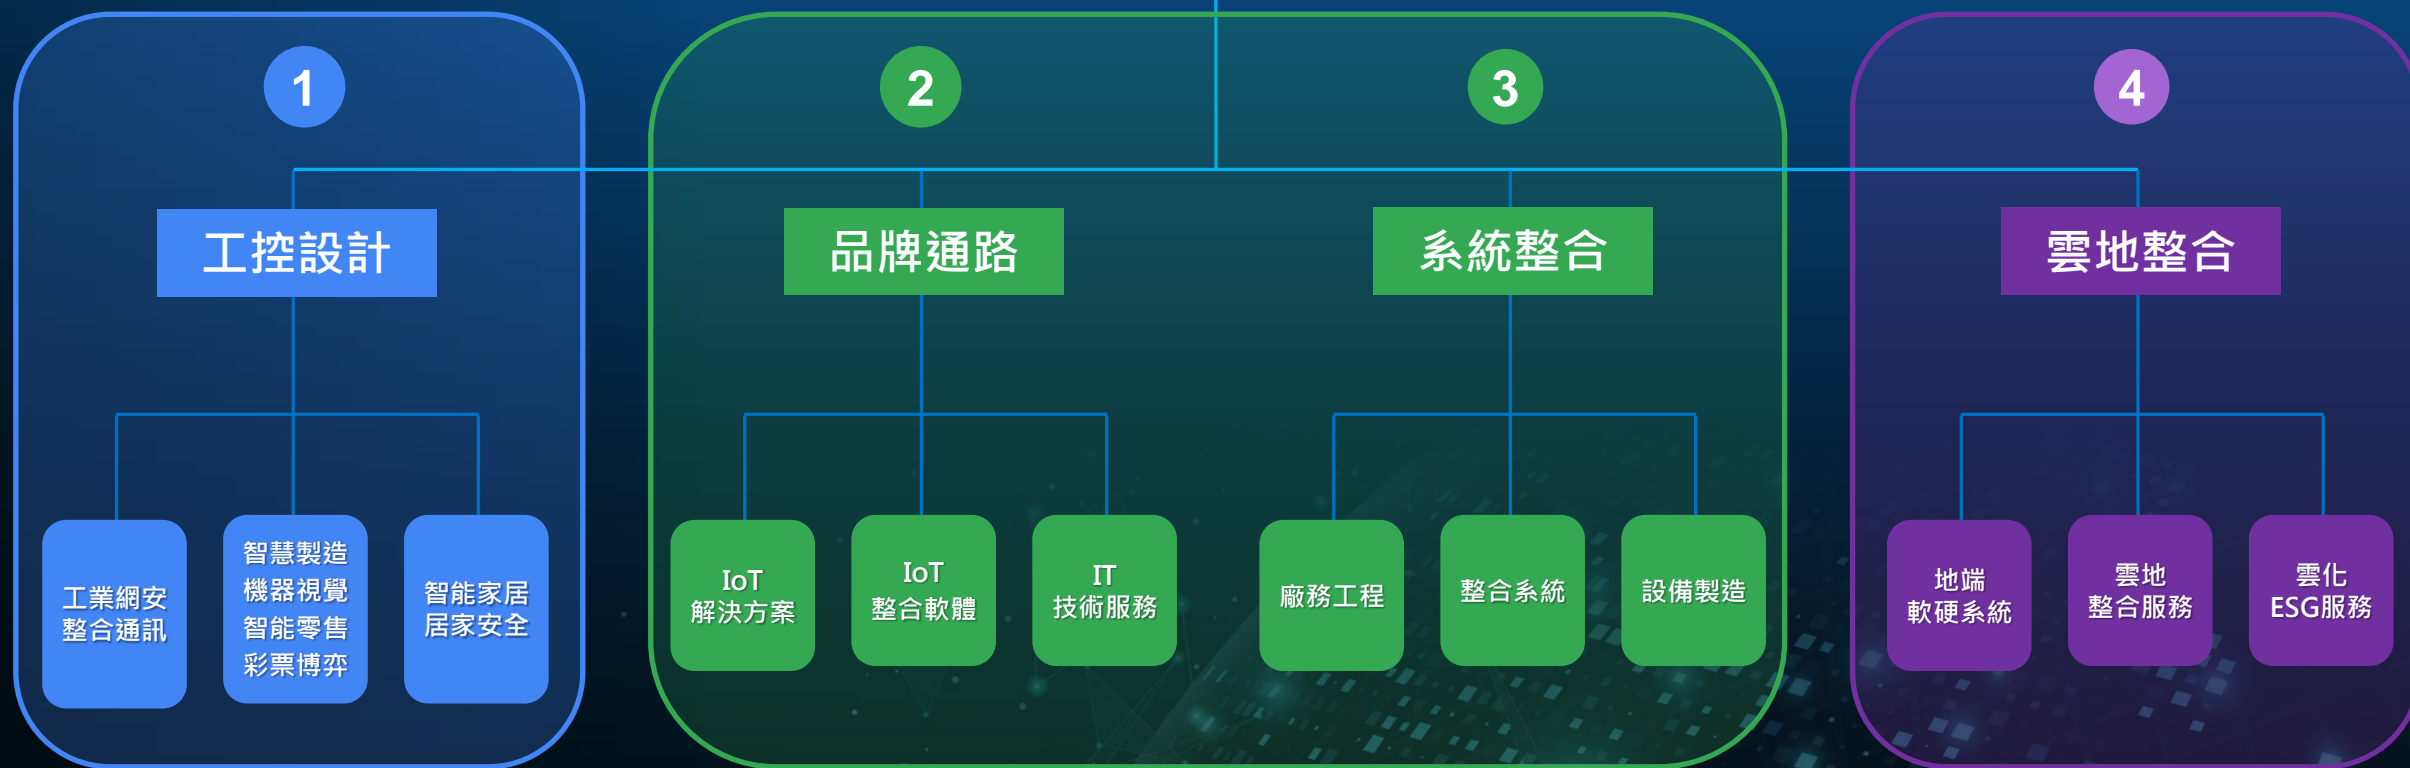 1
2
3
4
工控設計
品牌通路
系統整合
雲地整合
工業網安
整合通訊
智慧製造
機器視覺
智能零售
彩票博弈
智能家居
居家安全
IoT
解決方案
IoT
整合軟體
IT
技術服務
廠務工程
整合系統
設備製造
地端
軟硬系統
雲地
整合服務
雲化
ESG服務